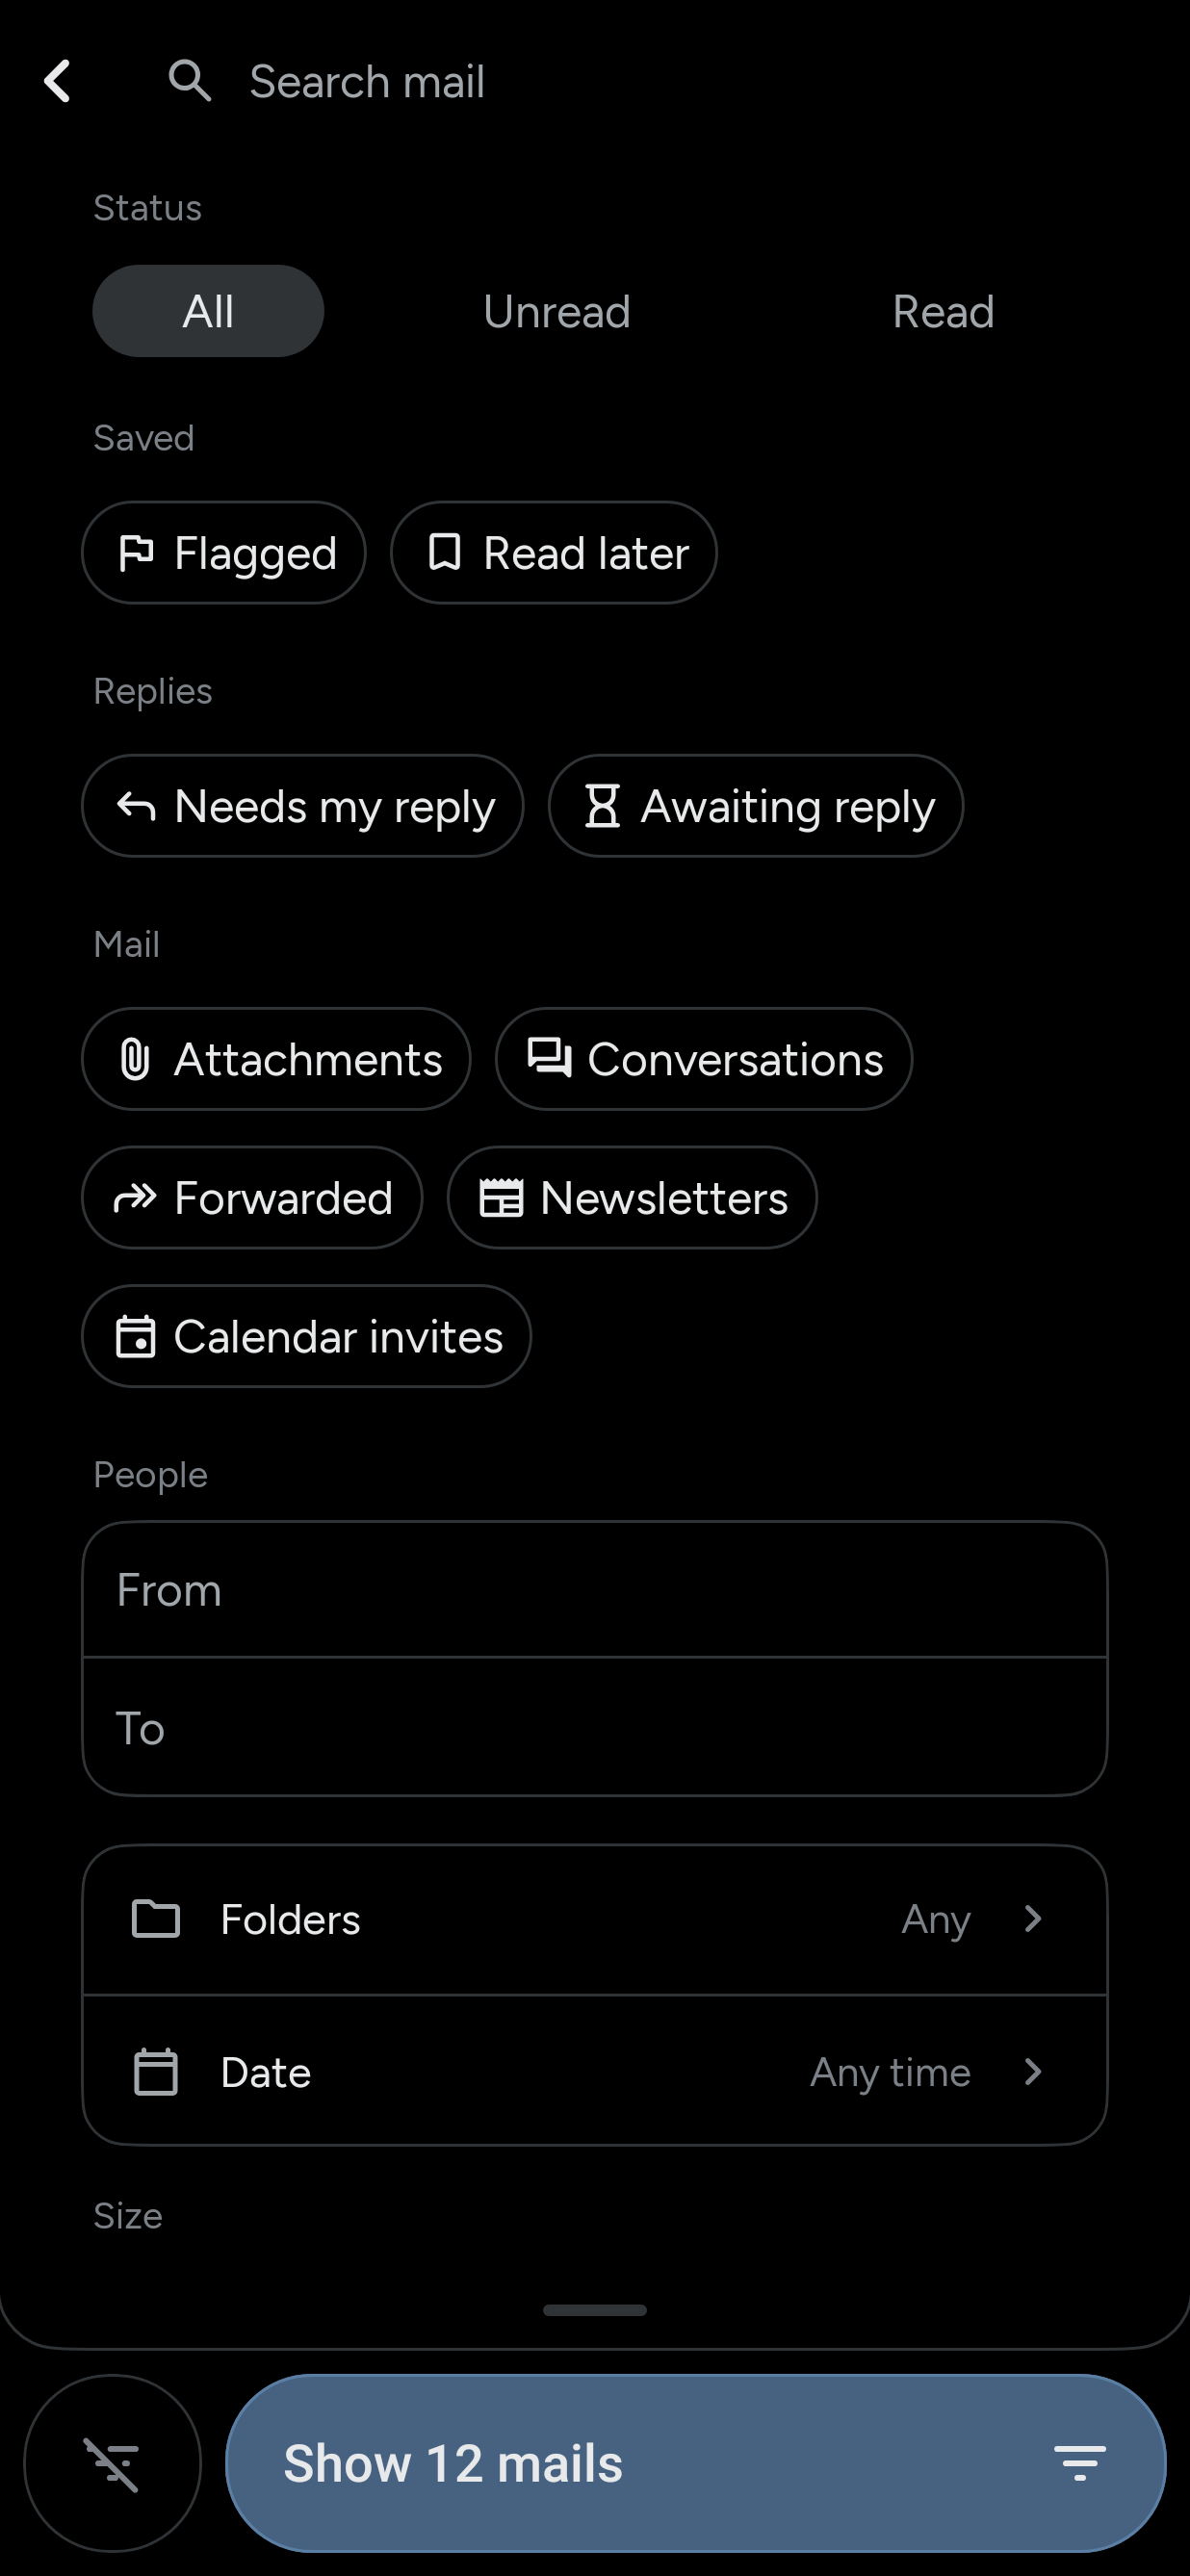 Search mail
Status
All Unread Read
Saved
Flagged Read later
Replies
Needs my reply Awaiting reply
Mail
Attachments Conversations
Forwarded Newsletters
Calendar invites
People
From
To
Folders Any
Date Any time
Size
Show 12 mails